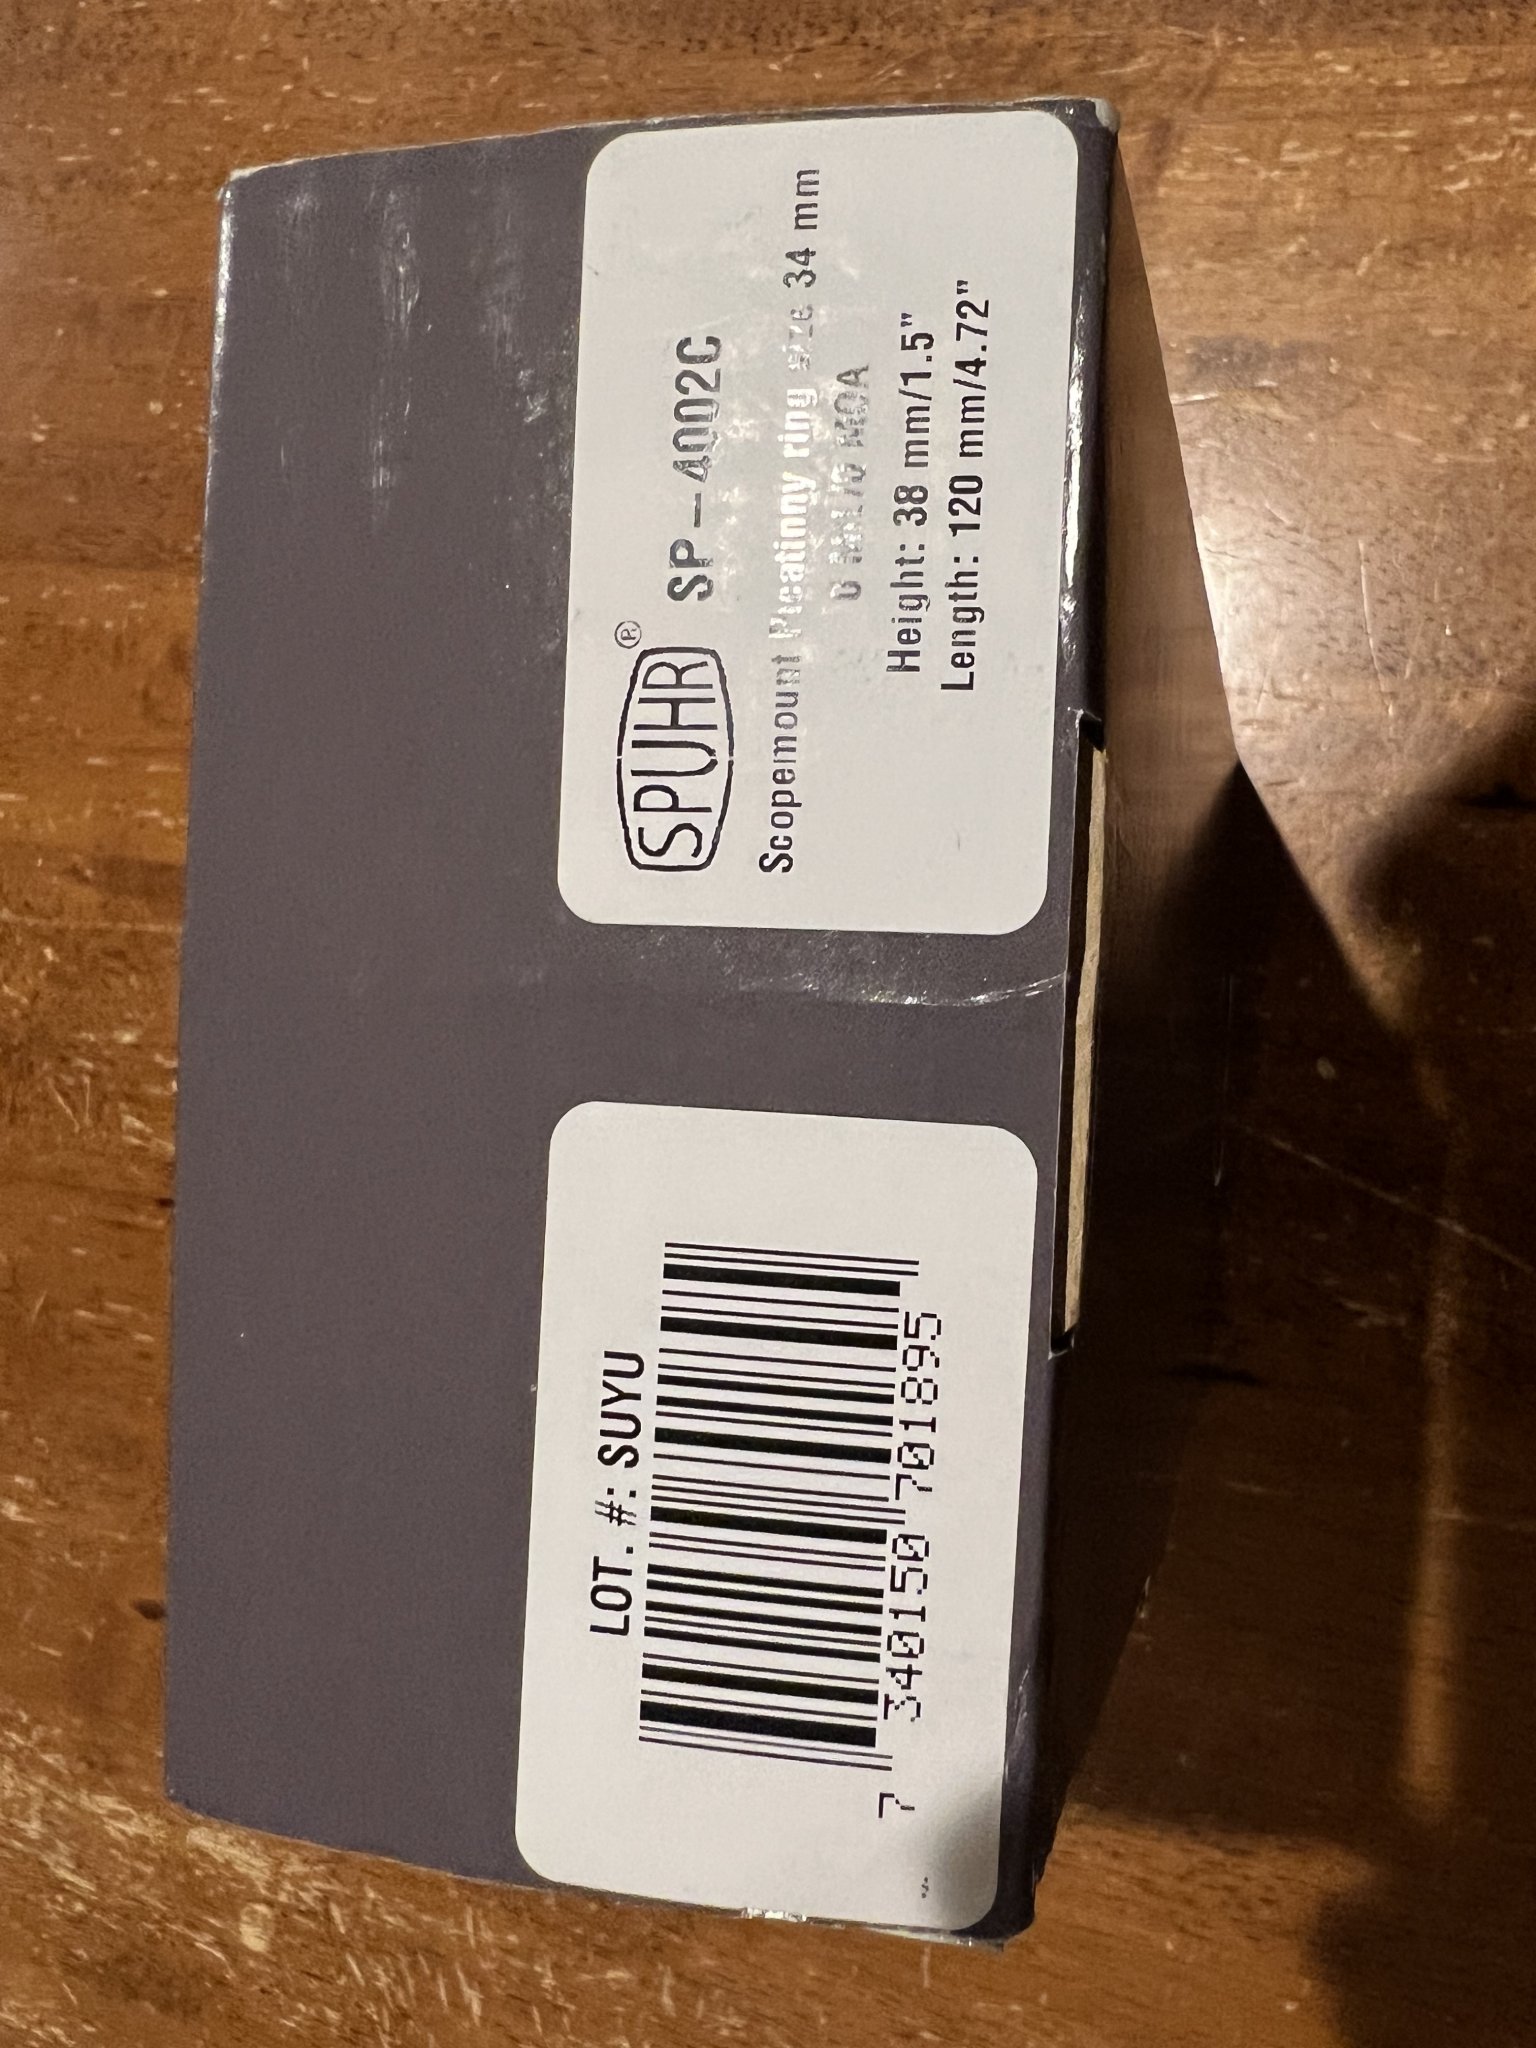 SPUHR® SP-4002C
Scopemount Picatinny ring size 34 mm
0 MIL/0 MOA
Height: 38 mm/1.5"
Length: 120 mm/4.72"
LOT. #: SUYU
7 340150 701895